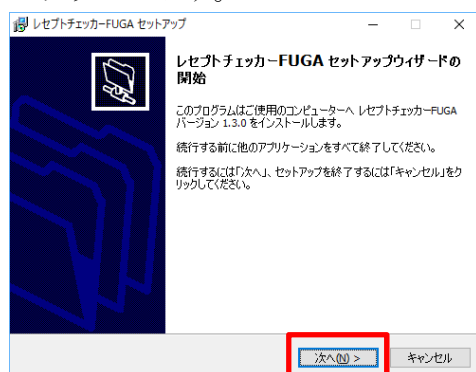 レセプトチェッカーFUGA セットアップ
レセプトチェッカーFUGA セットアップウィザードの
開始
このプログラムはご使用のコンピューターへ レセプトチェッカーFUGA
バージョン 1.3.0 をインストールします。
続行する前に他のアプリケーションをすべて終了してください。
続行するには「次へ」、セットアップを終了するには「キャンセル」をク
リックしてください。
次へ(N) >
キャンセル